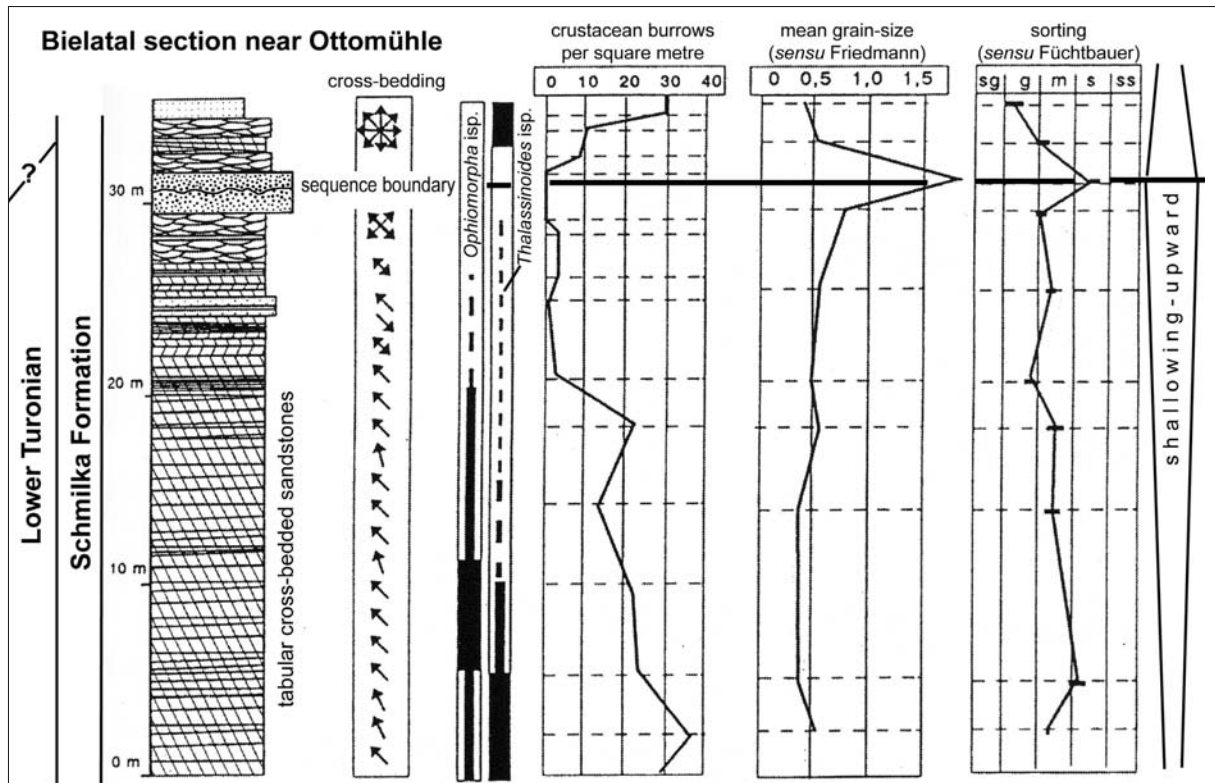 Bielatal section near Ottomühle
cross-bedding
crustacean burrows
per square metre
mean grain-size
(sensu Friedmann)
sorting
(sensu Füchtbauer)
0 10 20 30 40
0 0,5 1,0 1,5
sg g m s ss
Ophiomorpha isp.
Thalassinoides isp.
?
sequence boundary
30 m
20 m
10 m
0 m
Lower Turonian
Schmilka Formation
tabular cross-bedded sandstones
shallowing-upward